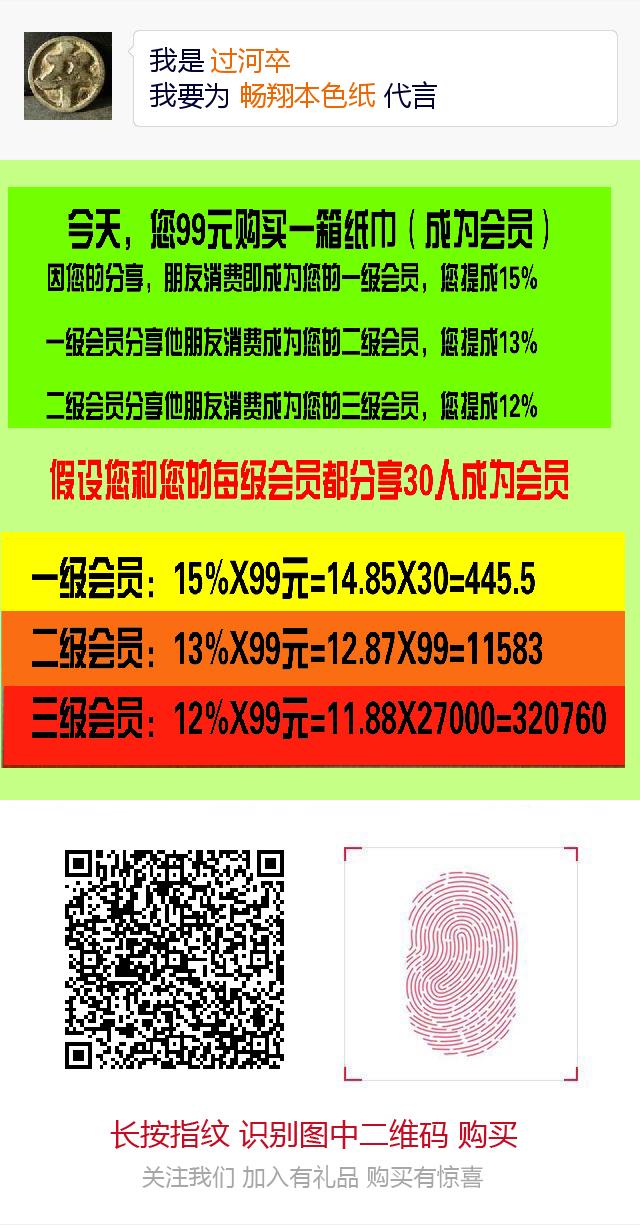 我是 过河卒
我要为 畅翔本色纸 代言
今天，您99元购买一箱纸巾（成为会员）
因您的分享，朋友消费即成为您的一级会员，您提成15%
一级会员分享他朋友消费成为您的二级会员，您提成13%
二级会员分享他朋友消费成为您的三级会员，您提成12%
假设您和您的每级会员都分享30人成为会员
一级会员：15%X99元=14.85X30=445.5
二级会员：13%X99元=12.87X99=11583
三级会员：12%X99元=11.88X27000=320760
长按指纹 识别图中二维码 购买
关注我们 加入有礼品 购买有惊喜